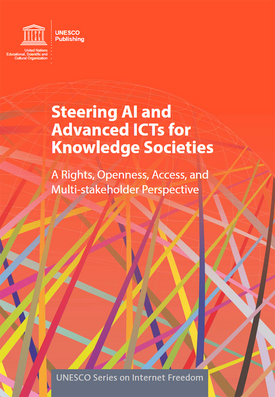 UNESCO
Publishing
United Nations
Educational, Scientific and
Cultural Organization
Steering AI and
Advanced ICTs for
Knowledge Societies
A Rights, Openness, Access, and
Multi-stakeholder Perspective
UNESCO Series on Internet Freedom